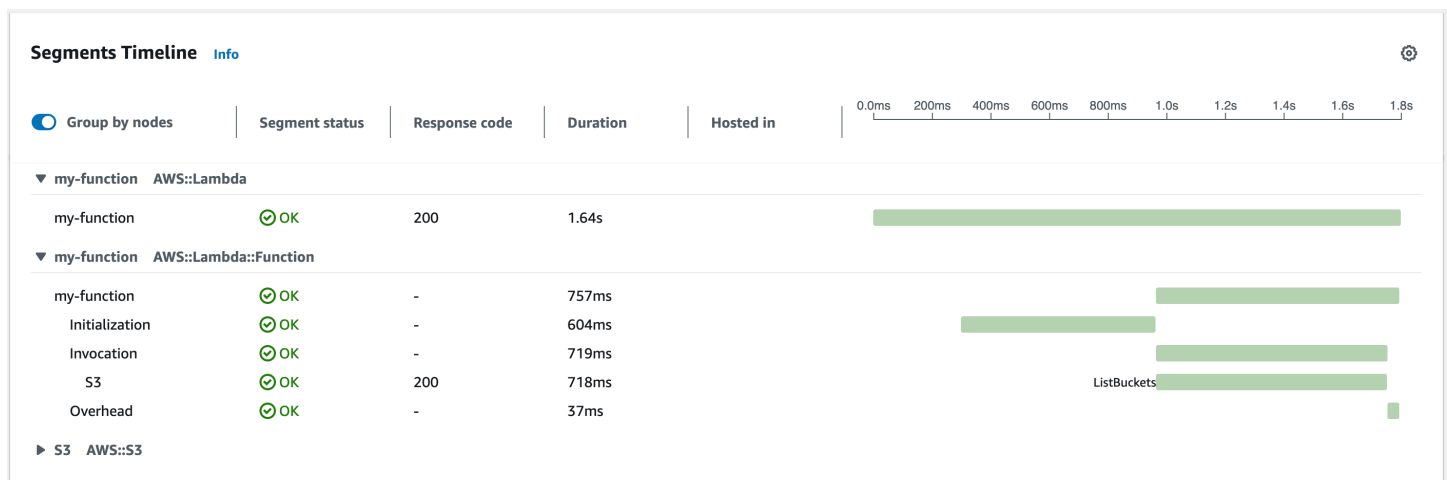 Segments Timeline Info
0.0ms 200ms 400ms 600ms 800ms 1.0s 1.2s 1.4s 1.6s 1.8s
Group by nodes Segment status Response code Duration Hosted in
my-function AWS::Lambda
my-function OK 200 1.64s
my-function AWS::Lambda::Function
my-function OK - 757ms
Initialization OK - 604ms
Invocation OK - 719ms
S3 OK 200 718ms ListBuckets
Overhead OK - 37ms
S3 AWS::S3